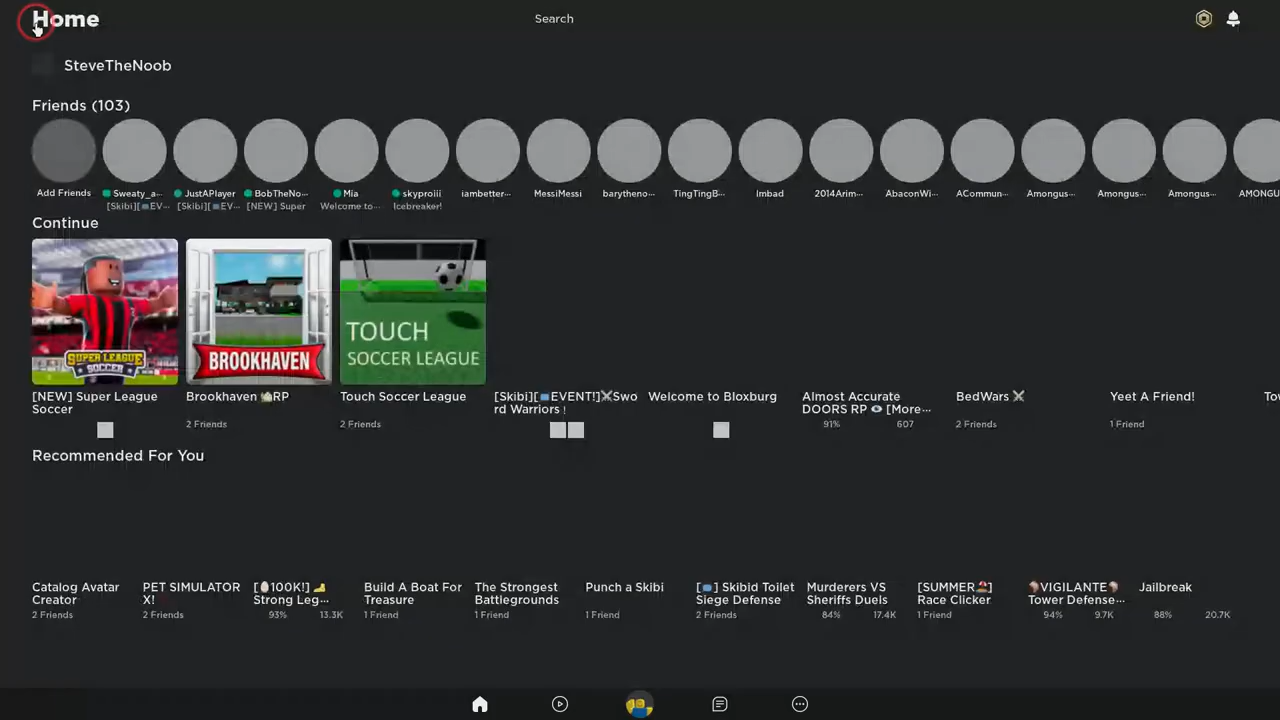 Home
Search
SteveTheNoob
Friends (103)
Add Friends
Sweaty_a...
[Skibi][EV...
JustAPlayer
[Skibi][EV...
BobTheNo...
[NEW] Super
Mia
Welcome to...
skyproiii
Icebreaker!
iambetter...
MessiMessi
barytheno...
TingTingB...
Imbad
2014Arim...
AbaconWi...
ACommun...
Amongus...
Amongus...
Amongus...
AMONGU
Continue
SUPER LEAGUE
SOCCER
BROOKHAVEN
TOUCH
SOCCER LEAGUE
[NEW] Super League
Soccer
Brookhaven 🏡RP
2 Friends
Touch Soccer League
2 Friends
[Skibi][EVENT!]⚔Swo
rd Warriors !
Welcome to Bloxburg
Almost Accurate
DOORS RP 👁 [More...
91% 607
BedWars ⚔
2 Friends
Yeet A Friend!
1 Friend
Recommended For You
Catalog Avatar
Creator
2 Friends
PET SIMULATOR
X!
2 Friends
[🥚100K!] 🦶
Strong Leg...
93% 13.3K
Build A Boat For
Treasure
1 Friend
The Strongest
Battlegrounds
1 Friend
Punch a Skibi
1 Friend
[] Skibid Toilet
Siege Defense
2 Friends
Murderers VS
Sheriffs Duels
84% 17.4K
[SUMMER🏖]
Race Clicker
1 Friend
VIGILANTE
Tower Defense...
94% 9.7K
Jailbreak
88% 20.7K